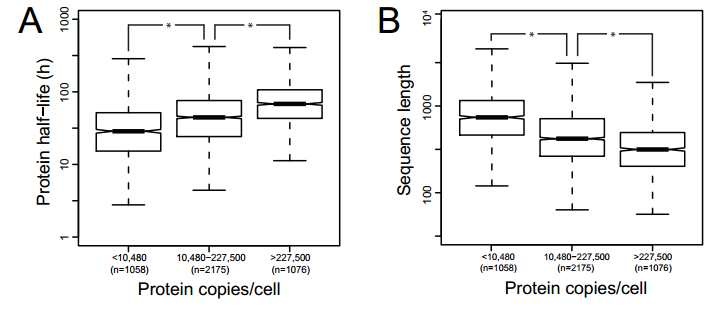 A
Protein half−life (h)
1000
100
10
1
*
*
<10,480
(n=1058)
10,480−227,500
(n=2175)
>227,500
(n=1076)
Protein copies/cell
B
Sequence length
10⁴
1000
100
*
*
<10,480
(n=1058)
10,480−227,500
(n=2175)
>227,500
(n=1076)
Protein copies/cell